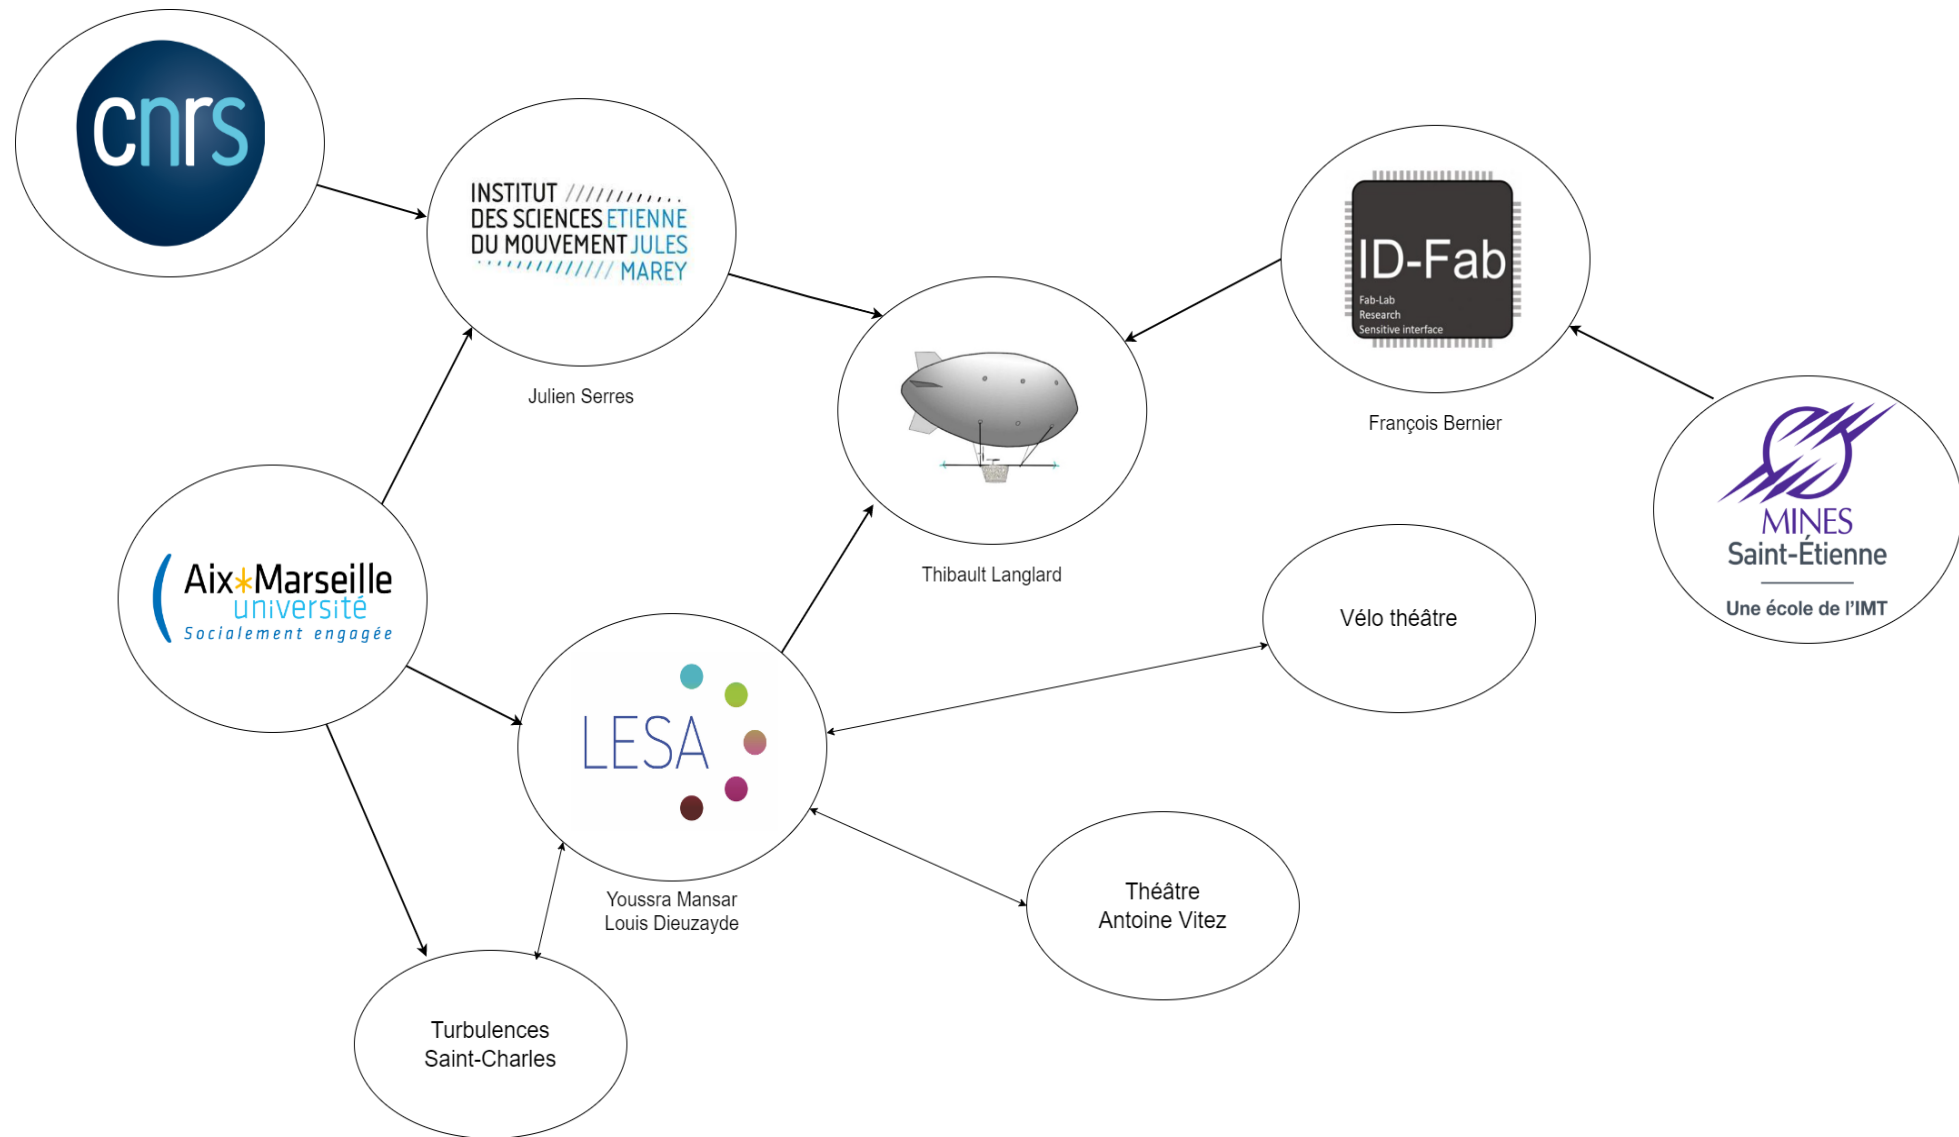 cnrs
INSTITUT
DES SCIENCES ETIENNE
DU MOUVEMENT JULES
MAREY
Julien Serres
ID-Fab
Fab-Lab
Research
Sensitive interface
François Bernier
MINES
Saint-Étienne
Une école de l'IMT
Thibault Langlard
Aix*Marseille
université
Socialement engagée
Vélo théâtre
LESA
Youssra Mansar
Louis Dieuzayde
Théâtre
Antoine Vitez
Turbulences
Saint-Charles